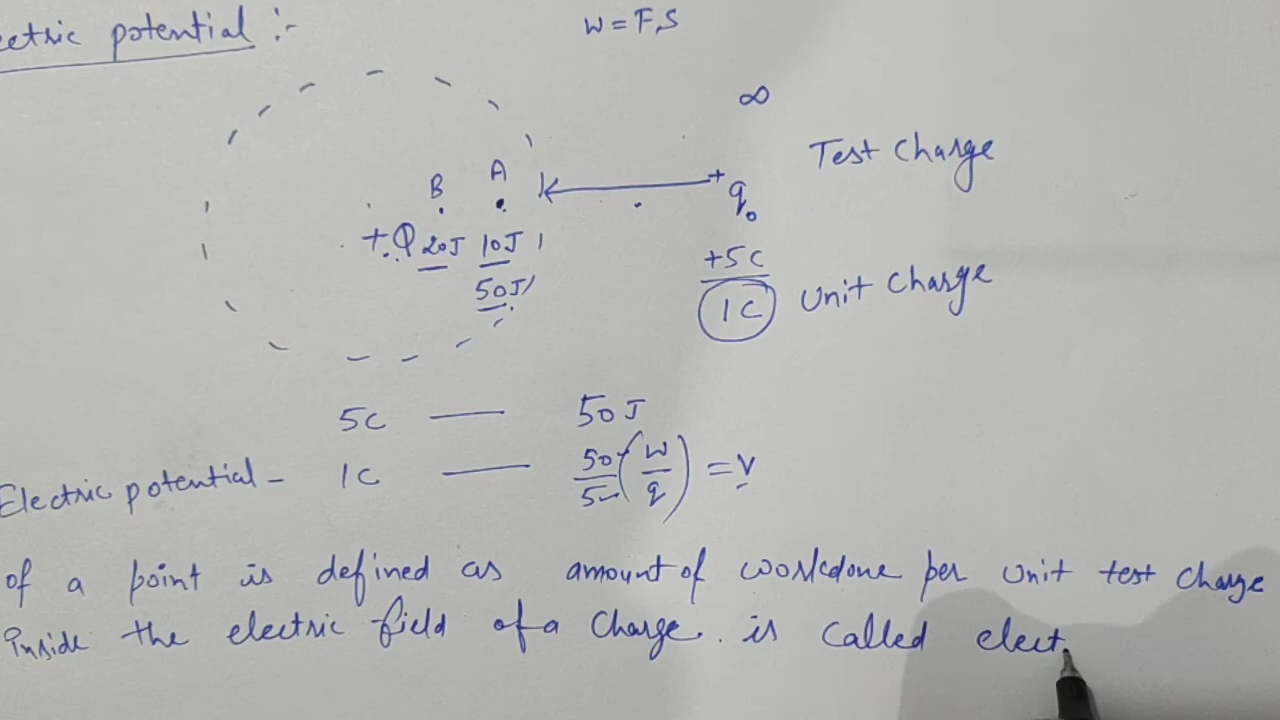 ectric potential :-
W = F.S
∞
Test Charge
B A
+ q₀
+Q 20J 10J
50J
+5C
1C Unit Charge
5C — 50J
Electric potential - 1C — 50/5 (W/q) = V
of a point is defined as amount of workdone per unit test charge
inside the electric field of a charge. is called elect